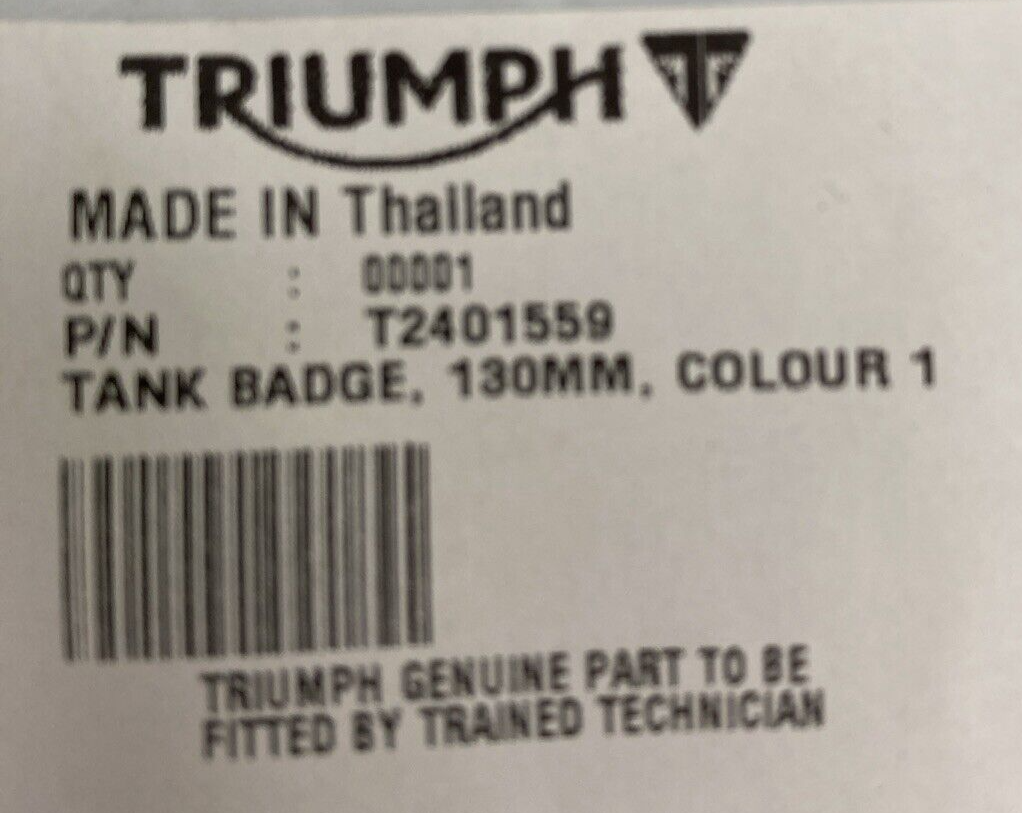 TRIUMPH
MADE IN Thailand
QTY : 00001
P/N : T2401559
TANK BADGE, 130MM, COLOUR 1
TRIUMPH GENUINE PART TO BE
FITTED BY TRAINED TECHNICIAN